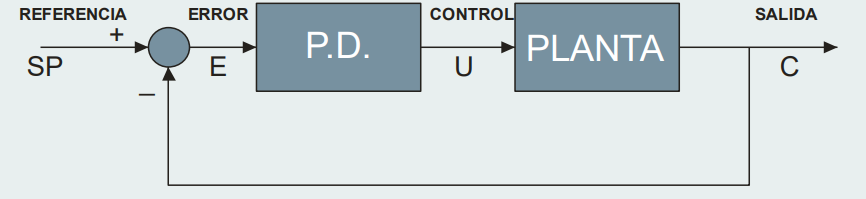 REFERENCIA
ERROR
CONTROL
SALIDA
+
P.D.
PLANTA
SP
E
U
C
–